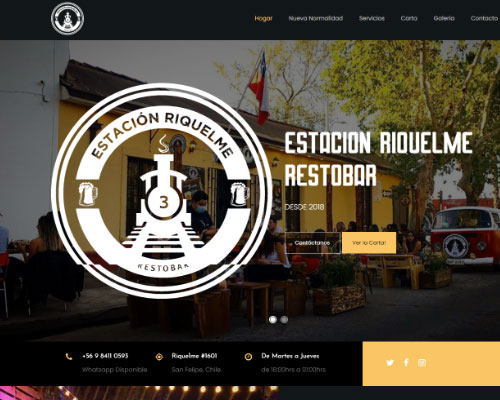 Hogar Nueva Normalidad Servicios Carta Galeria Contacto
ESTACIÓN RIQUELME
3
RESTOBAR
ESTACION RIQUELME
RESTOBAR
DESDE 2018
Contáctanos Ver la Carta!
+56 9 8411 0593 Riquelme #1601 De Martes a Jueves
Whatsapp Disponible San Felipe, Chile. de 16:00hrs a 01:00hrs